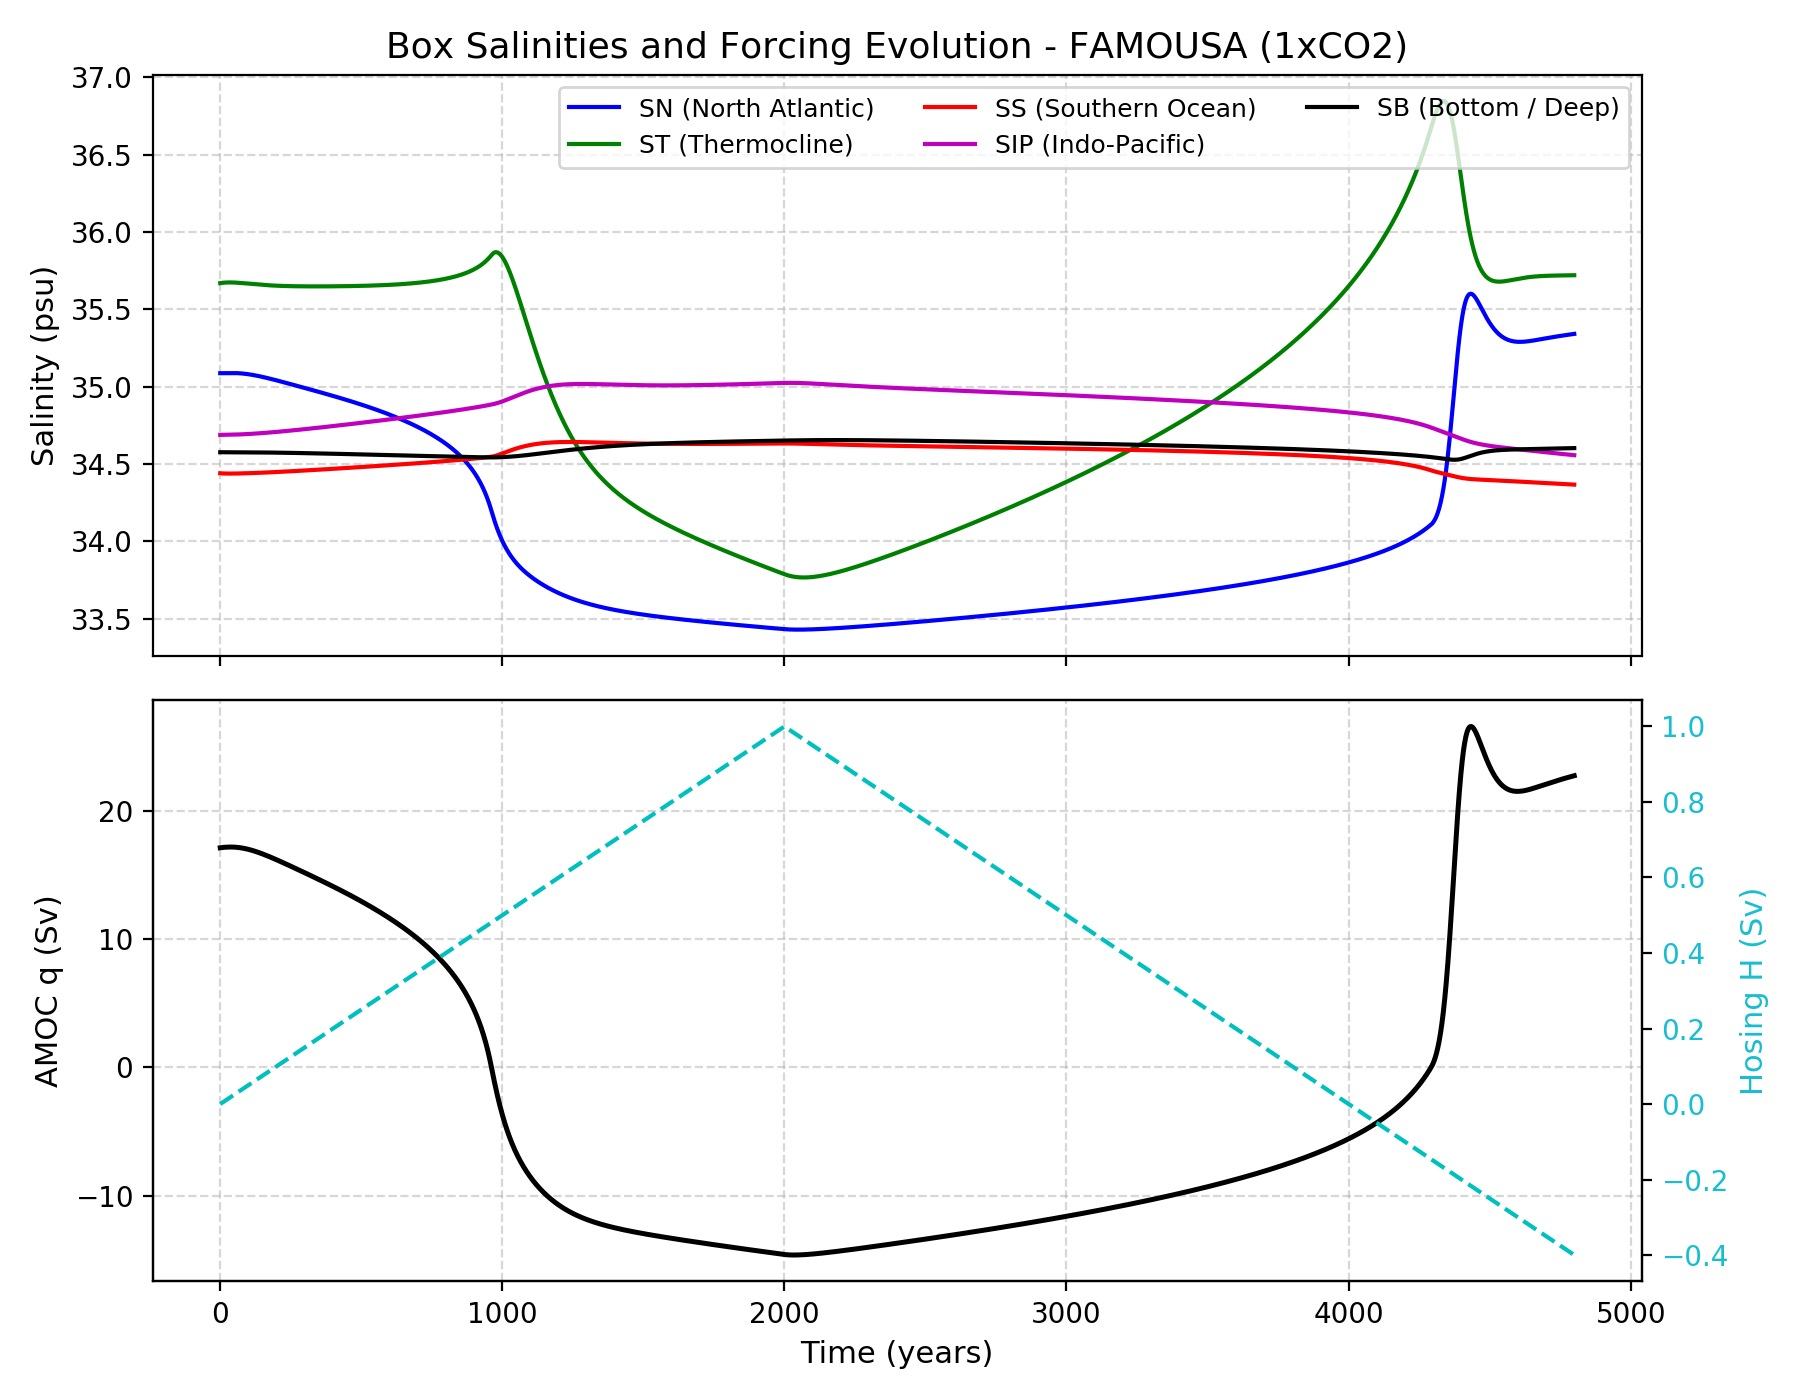 Box Salinities and Forcing Evolution - FAMOUSA (1xCO2)
SN (North Atlantic)
ST (Thermocline)
SS (Southern Ocean)
SIP (Indo-Pacific)
SB (Bottom / Deep)
Salinity (psu)
37.0
36.5
36.0
35.5
35.0
34.5
34.0
33.5
AMOC q (Sv)
20
10
0
−10
Hosing H (Sv)
1.0
0.8
0.6
0.4
0.2
0.0
−0.2
−0.4
0 1000 2000 3000 4000 5000
Time (years)